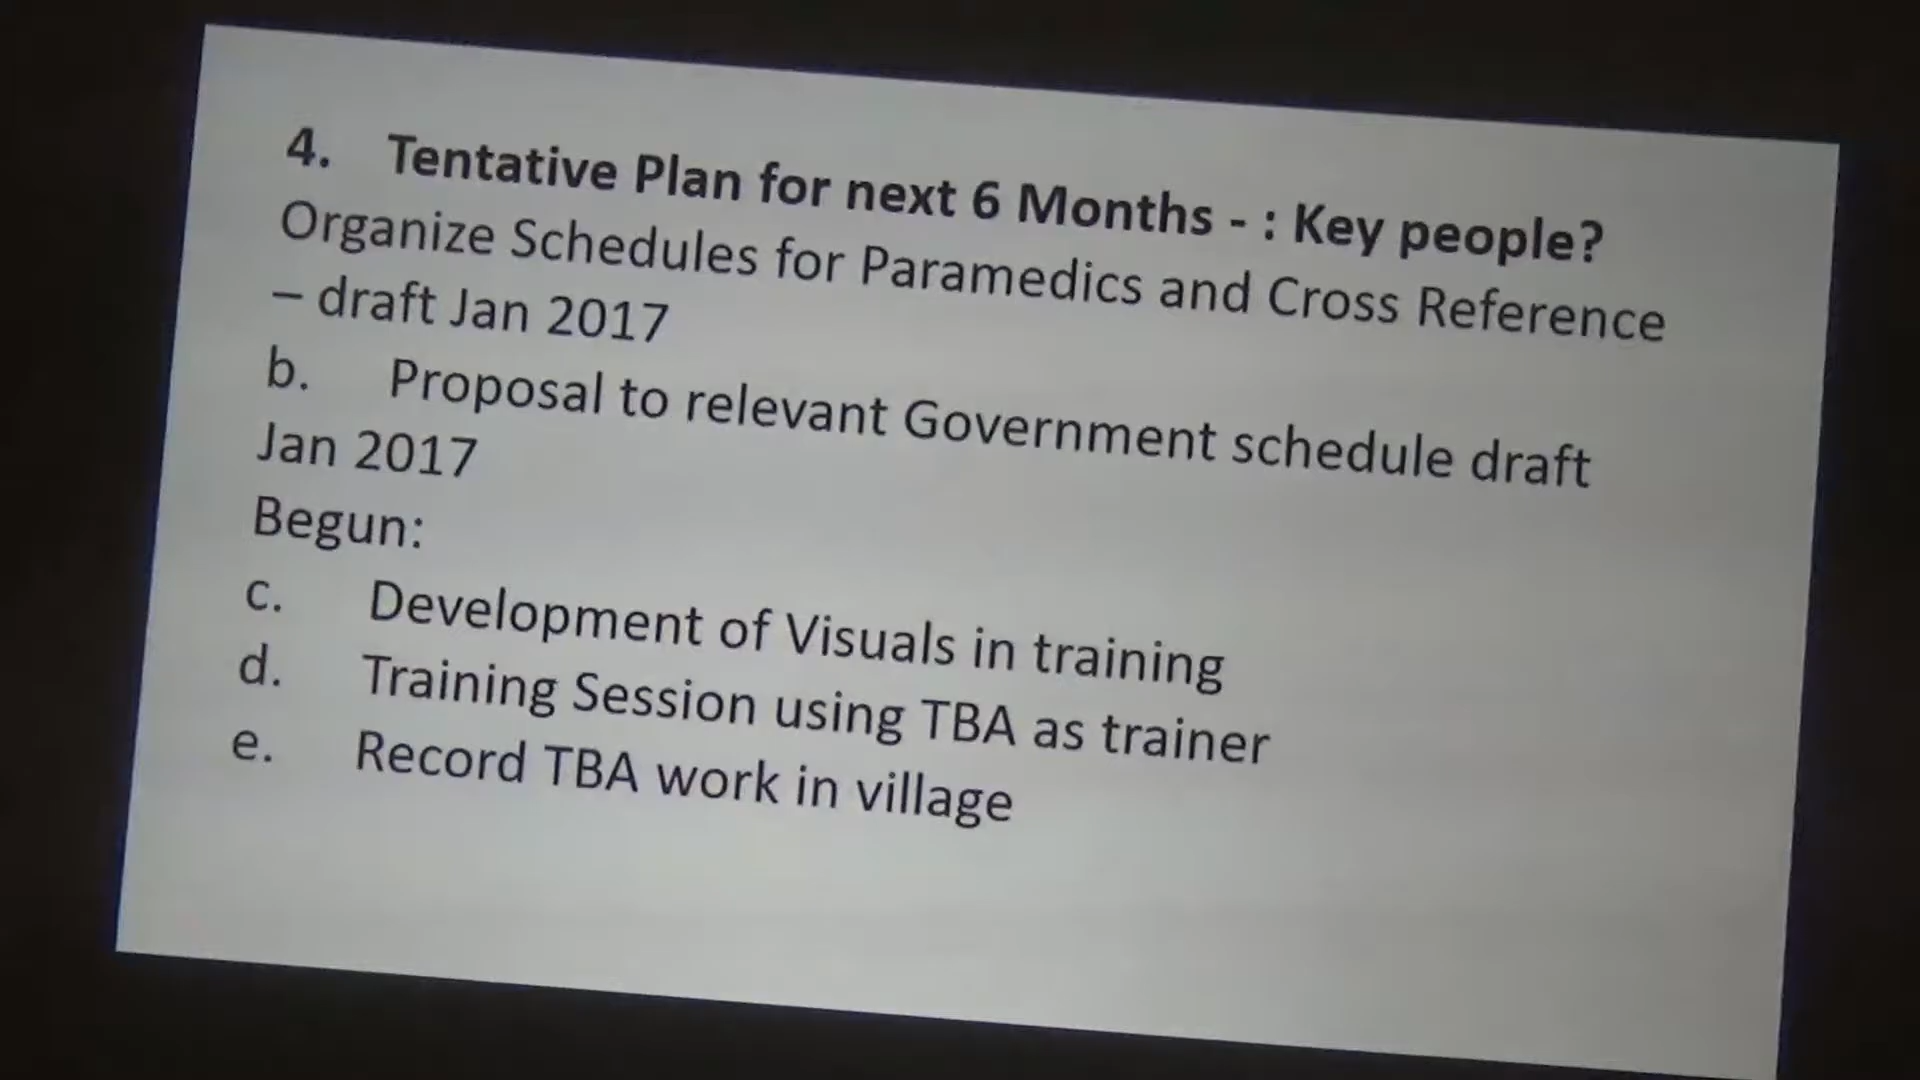 4. Tentative Plan for next 6 Months - : Key people?
Organize Schedules for Paramedics and Cross Reference
– draft Jan 2017
b. Proposal to relevant Government schedule draft
Jan 2017
Begun:
c. Development of Visuals in training
d. Training Session using TBA as trainer
e. Record TBA work in village